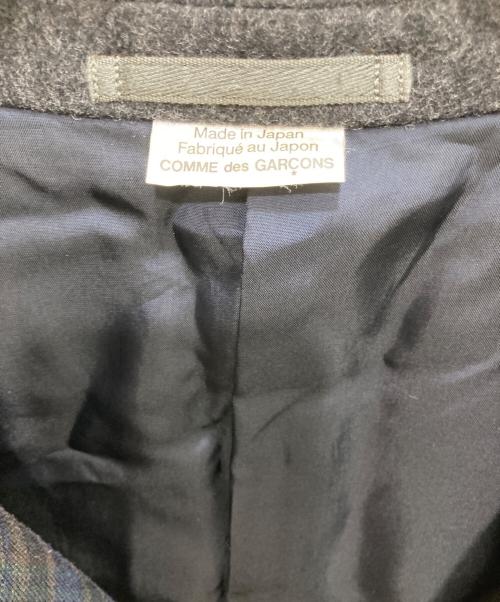 Made in Japan
Fabriqué au Japon
COMME des GARÇONS
*